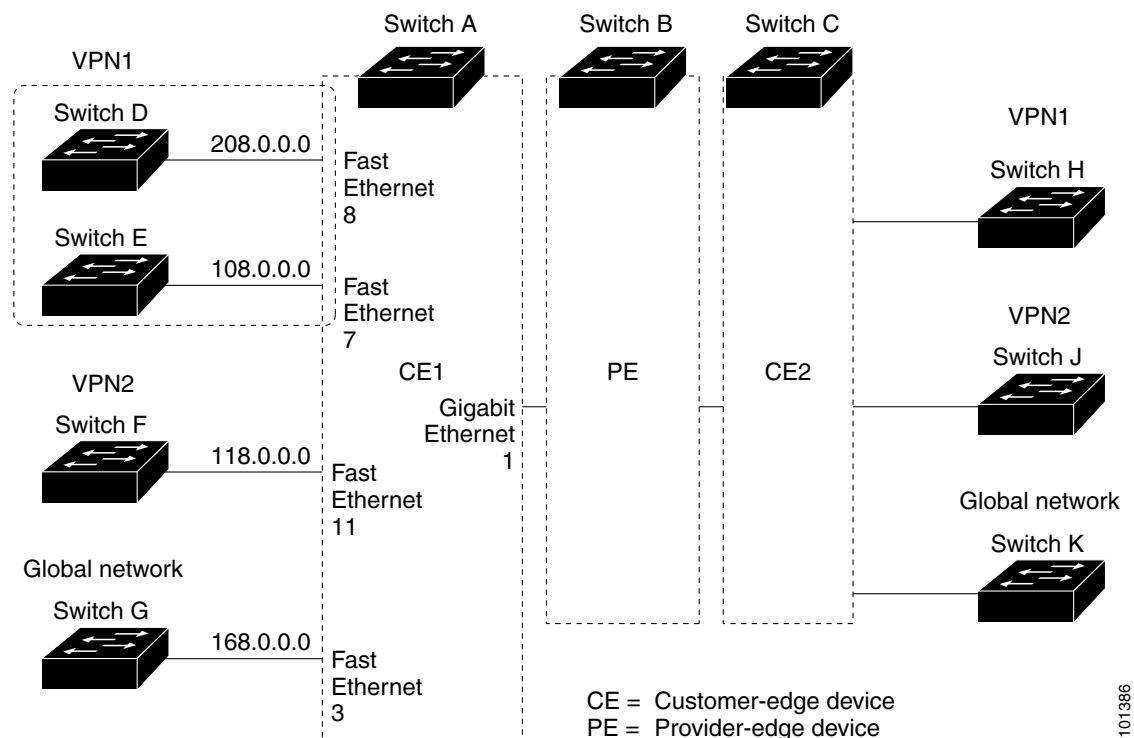 Switch A
Switch B
Switch C
VPN1
Switch D
208.0.0.0
Fast
Ethernet
8
Switch E
108.0.0.0
Fast
Ethernet
7
VPN2
Switch F
118.0.0.0
Fast
Ethernet
11
Global network
Switch G
168.0.0.0
Fast
Ethernet
3
CE1
Gigabit
Ethernet
1
PE
CE2
VPN1
Switch H
VPN2
Switch J
Global network
Switch K
CE = Customer-edge device
PE = Provider-edge device
101386